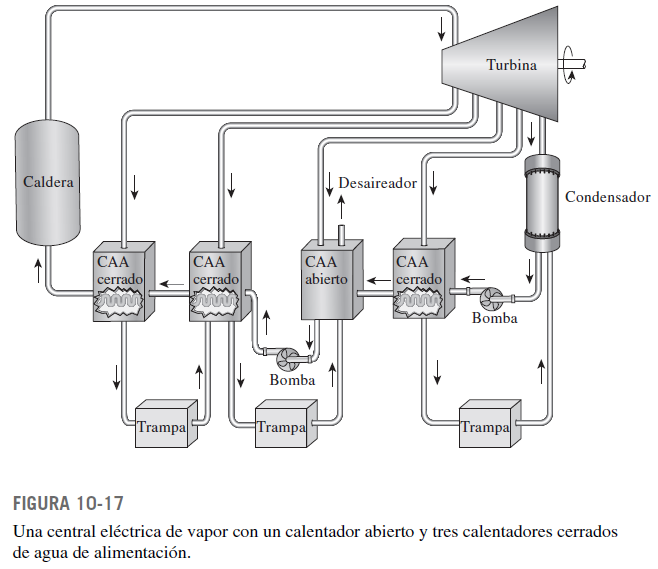 Turbina
Caldera
Desaireador
Condensador
CAA
cerrado
CAA
cerrado
CAA
abierto
CAA
cerrado
Bomba
Bomba
Trampa
Trampa
Trampa
FIGURA 10-17
Una central eléctrica de vapor con un calentador abierto y tres calentadores cerrados
de agua de alimentación.